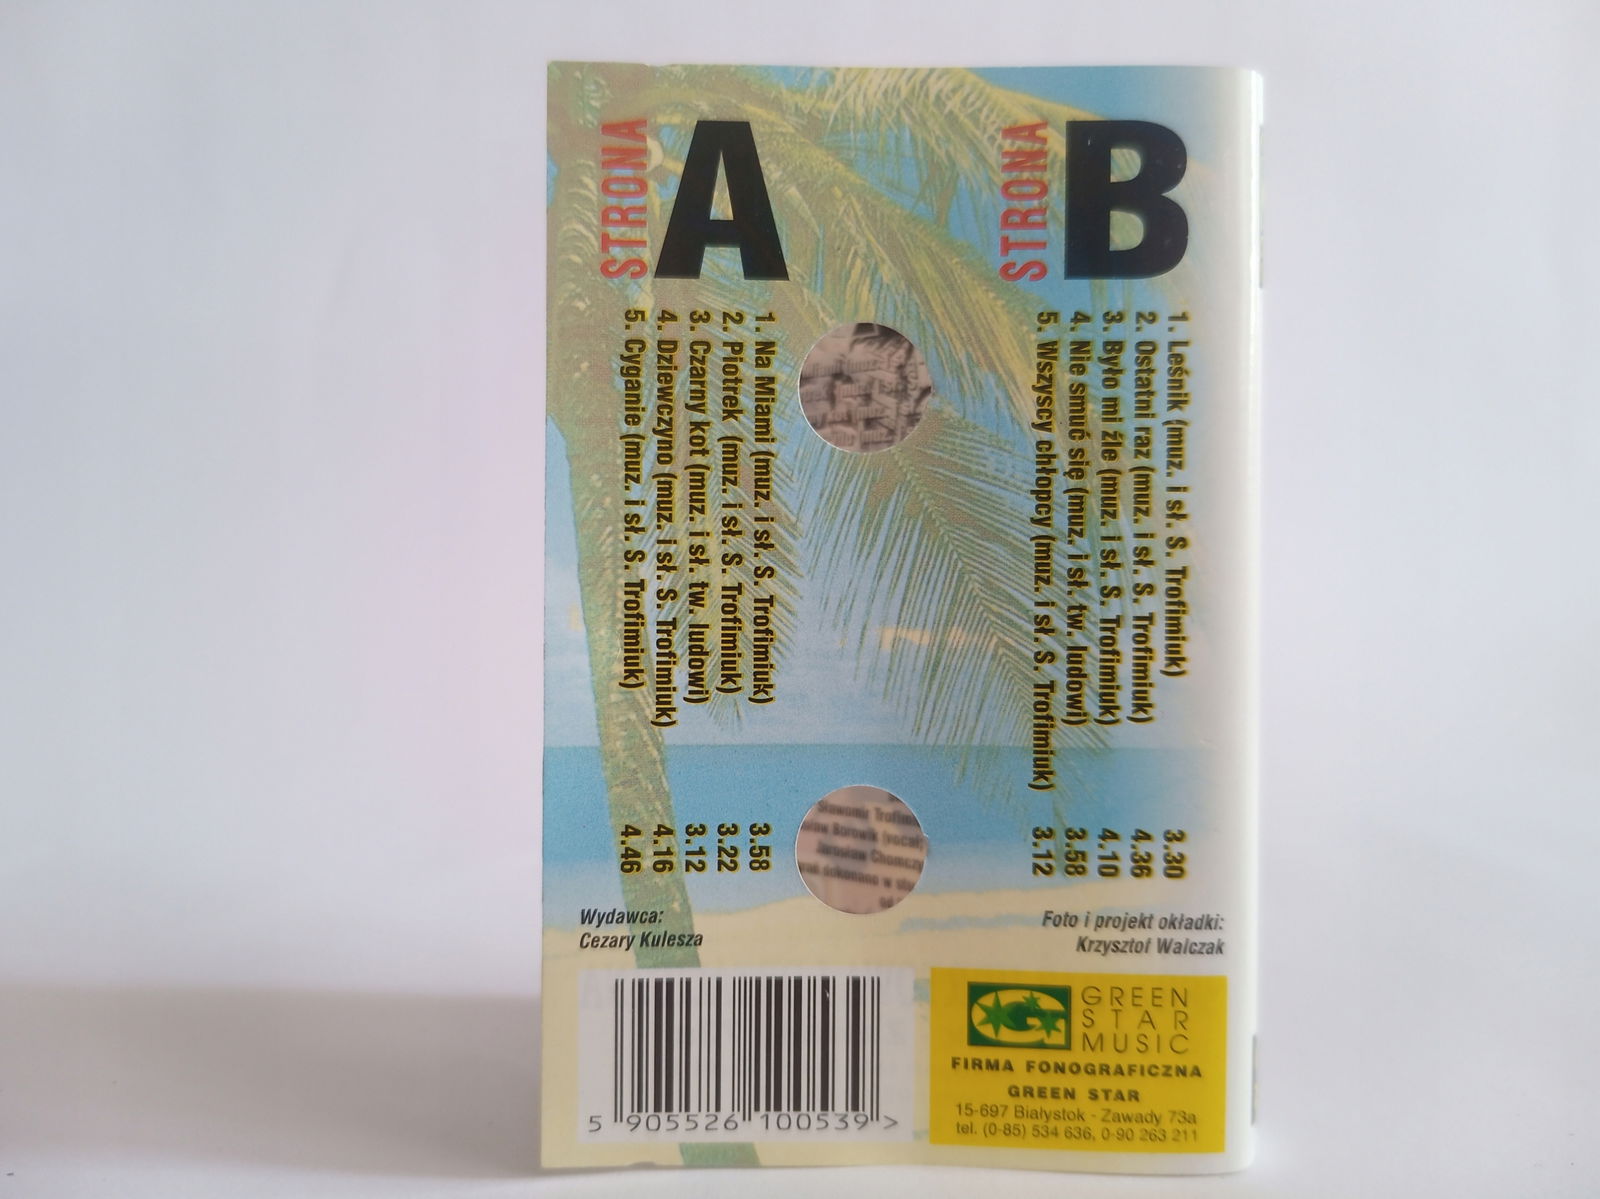 STRONA
A
1. Na Miami (muz. i sł. S. Trofimiuk) 3.58
2. Piotrek (muz. i sł. S. Trofimiuk) 3.22
3. Czarny kot (muz. i sł. tw. ludowi) 3.12
4. Dziewczyno (muz. i sł. S. Trofimiuk) 4.16
5. Cyganie (muz. i sł. S. Trofimiuk) 4.46
STRONA
B
1. Leśnik (muz. i sł. S. Trofimiuk) 3.30
2. Ostatni raz (muz. i sł. S. Trofimiuk) 4.36
3. Było mi źle (muz. i sł. S. Trofimiuk) 4.10
4. Nie smuć się (muz. i sł. tw. ludowi) 3.58
5. Wszyscy chłopcy (muz. i sł. S. Trofimiuk) 3.12
Sławomir
Borowik (vocal)
Jarosław
dokonano w
Wydawca:
Cezary Kulesza
Foto i projekt okładki:
Krzysztof Walczak
5 905526 100539 >
GREEN
STAR
MUSIC
FIRMA FONOGRAFICZNA
GREEN STAR
15-697 Białystok - Zawady 73a
tel. (0-85) 534 636, 0-90 263 211